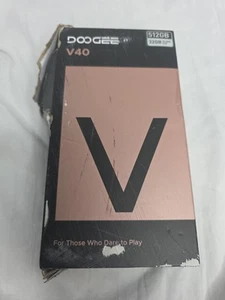 DOOGEE
512GB
V40
V
For Those Who Dare to Play